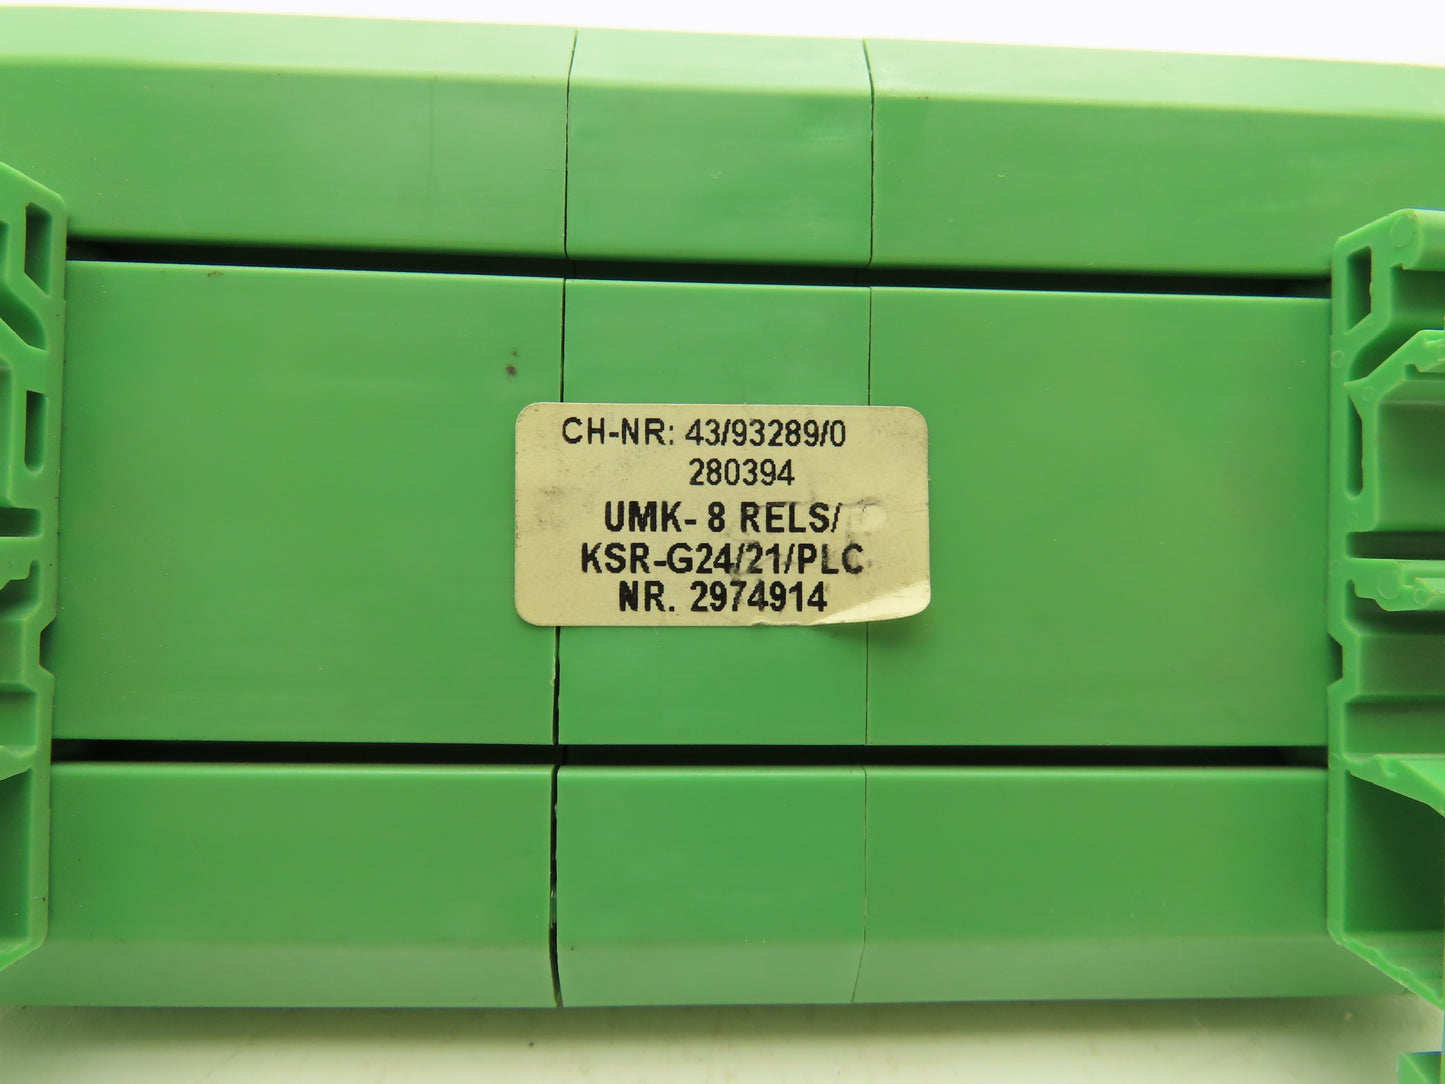 CH-NR: 43/93289/0
280394
UMK- 8 RELS/
KSR-G24/21/PLC
NR. 2974914